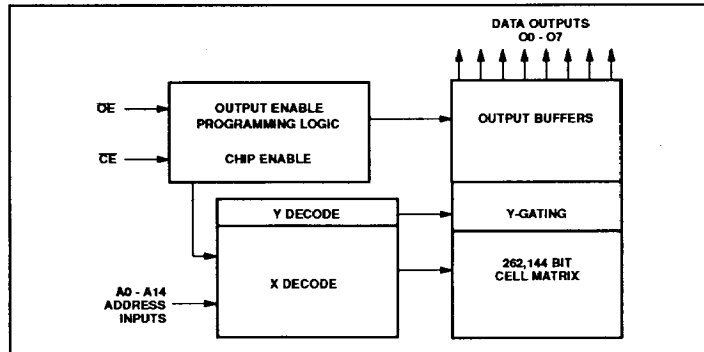 DATA OUTPUTS
O0 - O7
OE
OUTPUT ENABLE
PROGRAMMING LOGIC
OUTPUT BUFFERS
CE
CHIP ENABLE
Y DECODE
Y-GATING
X DECODE
262,144 BIT
CELL MATRIX
A0 - A14
ADDRESS
INPUTS